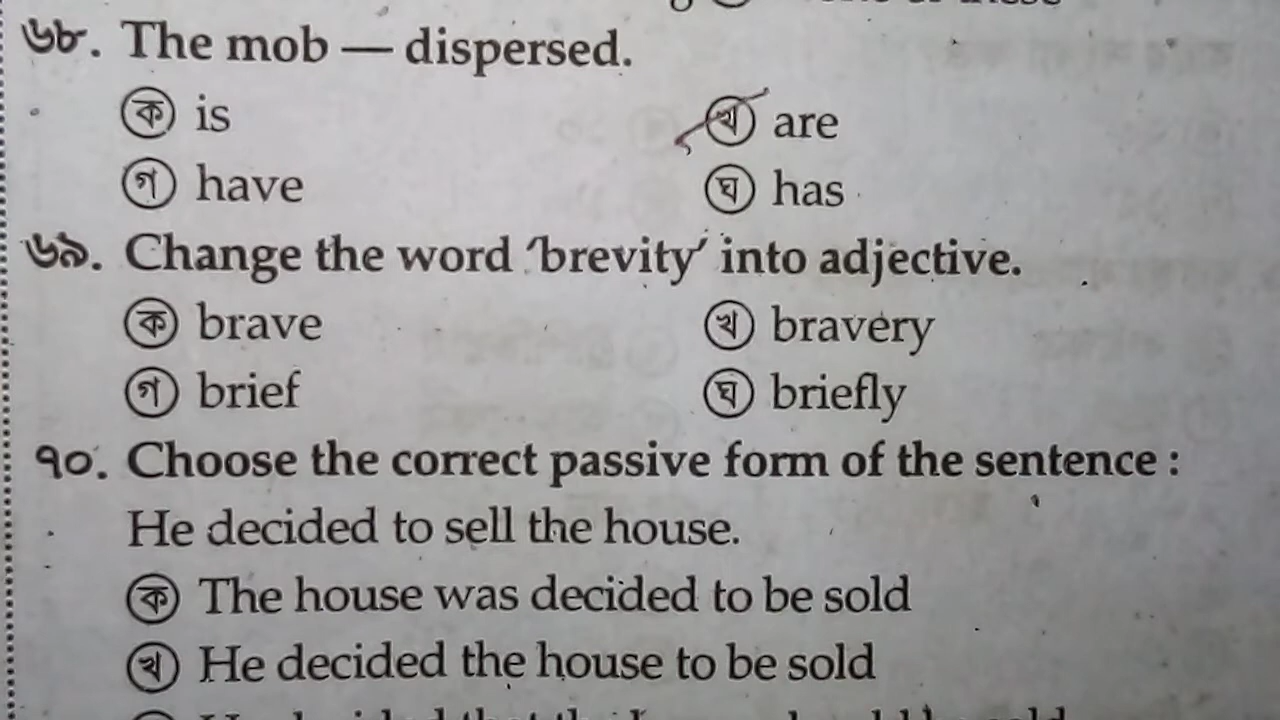 ৬৮. The mob — dispersed.
ক is
খ are
গ have
ঘ has
৬৯. Change the word 'brevity' into adjective.
ক brave
খ bravery
গ brief
ঘ briefly
৭০. Choose the correct passive form of the sentence :
He decided to sell the house.
ক The house was decided to be sold
খ He decided the house to be sold